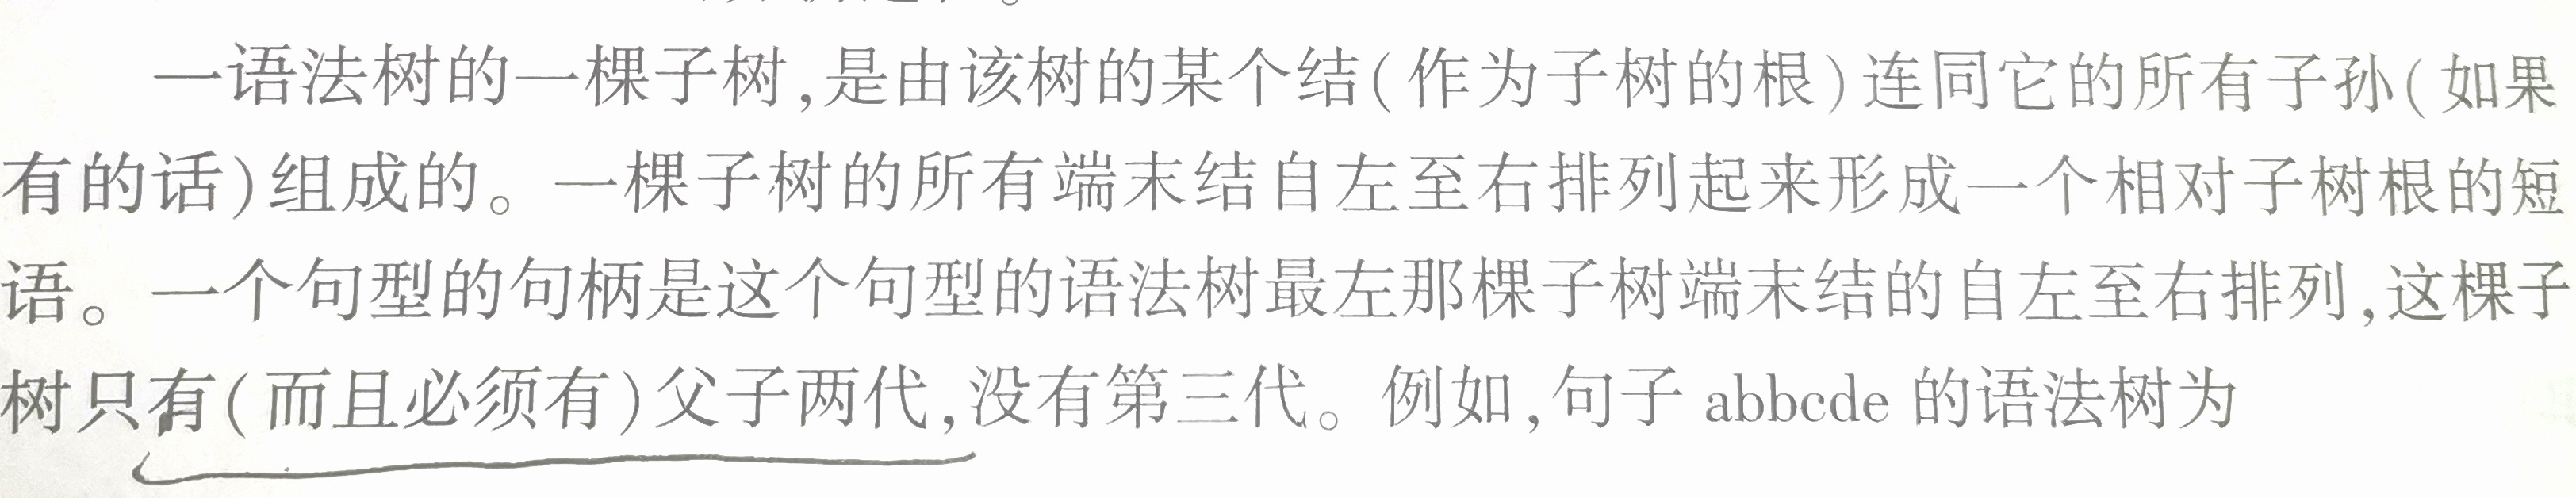 一语法树的一棵子树,是由该树的某个结(作为子树的根)连同它的所有子孙(如果
有的话)组成的。一棵子树的所有端末结自左至右排列起来形成一个相对子树根的短
语。一个句型的句柄是这个句型的语法树最左那棵子树端末结的自左至右排列,这棵子
树只有(而且必须有)父子两代,没有第三代。例如,句子 abbcde 的语法树为